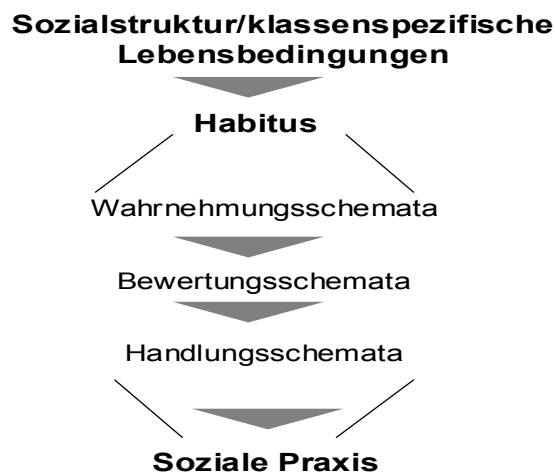 Sozialstruktur/klassenspezifische
Lebensbedingungen
Habitus
Wahrnehmungsschemata
Bewertungsschemata
Handlungsschemata
Soziale Praxis